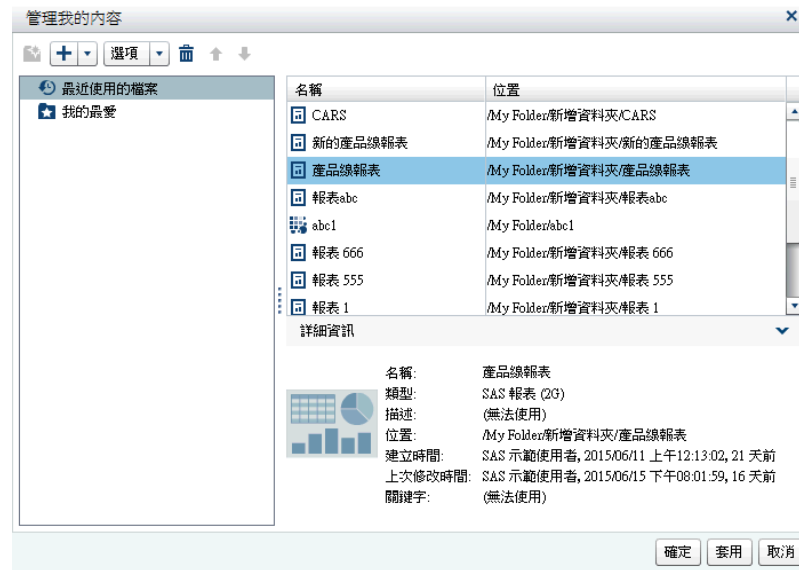 管理我的內容
選項
最近使用的檔案
我的最愛
名稱 位置
CARS /My Folder/新增資料夾/CARS
新的產品線報表 /My Folder/新增資料夾/新的產品線報表
產品線報表 /My Folder/新增資料夾/產品線報表
報表abc /My Folder/新增資料夾/報表abc
abc1 /My Folder/abc1
報表 666 /My Folder/新增資料夾/報表 666
報表 555 /My Folder/新增資料夾/報表 555
報表 1 /My Folder/新增資料夾/報表 1
詳細資訊
名稱: 產品線報表
類型: SAS 報表 (2G)
描述: (無法使用)
位置: /My Folder/新增資料夾/產品線報表
建立時間: SAS 示範使用者, 2015/06/11 上午12:13:02, 21 天前
上次修改時間: SAS 示範使用者, 2015/06/15 下午08:01:59, 16 天前
關鍵字: (無法使用)
確定 套用 取消